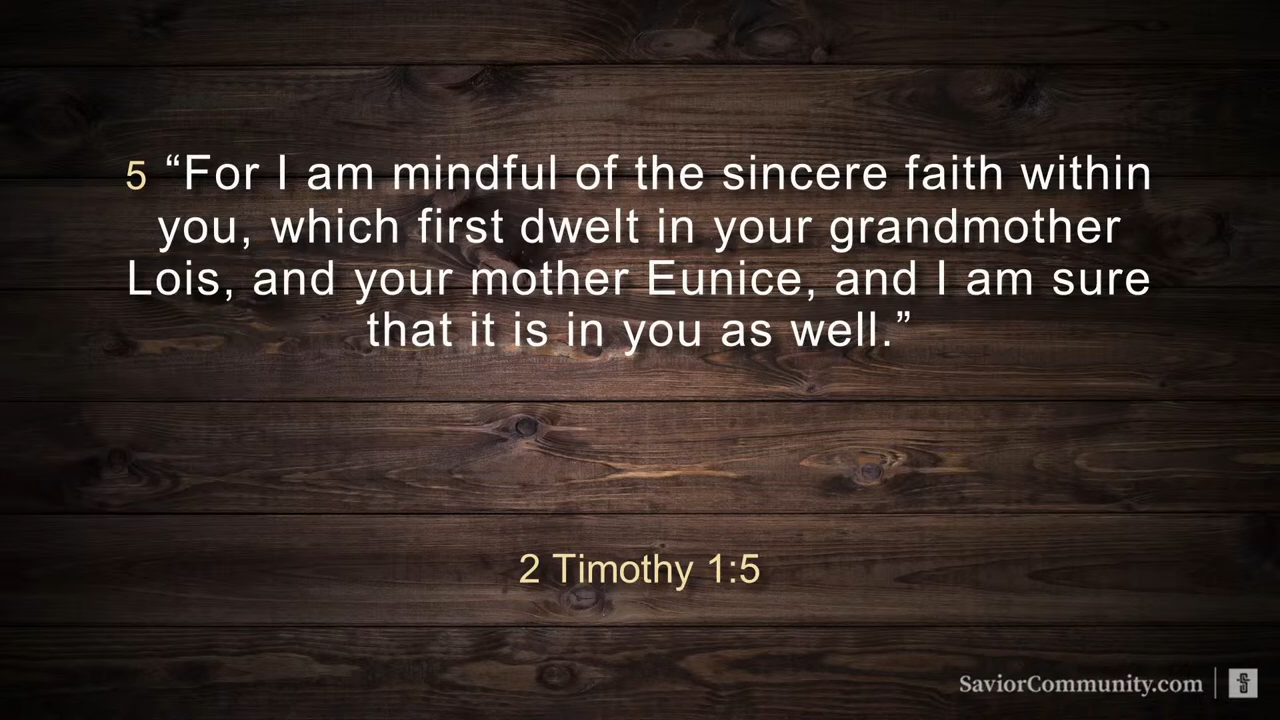 5 “For I am mindful of the sincere faith within
you, which first dwelt in your grandmother
Lois, and your mother Eunice, and I am sure
that it is in you as well.”
2 Timothy 1:5
SaviorCommunity.com